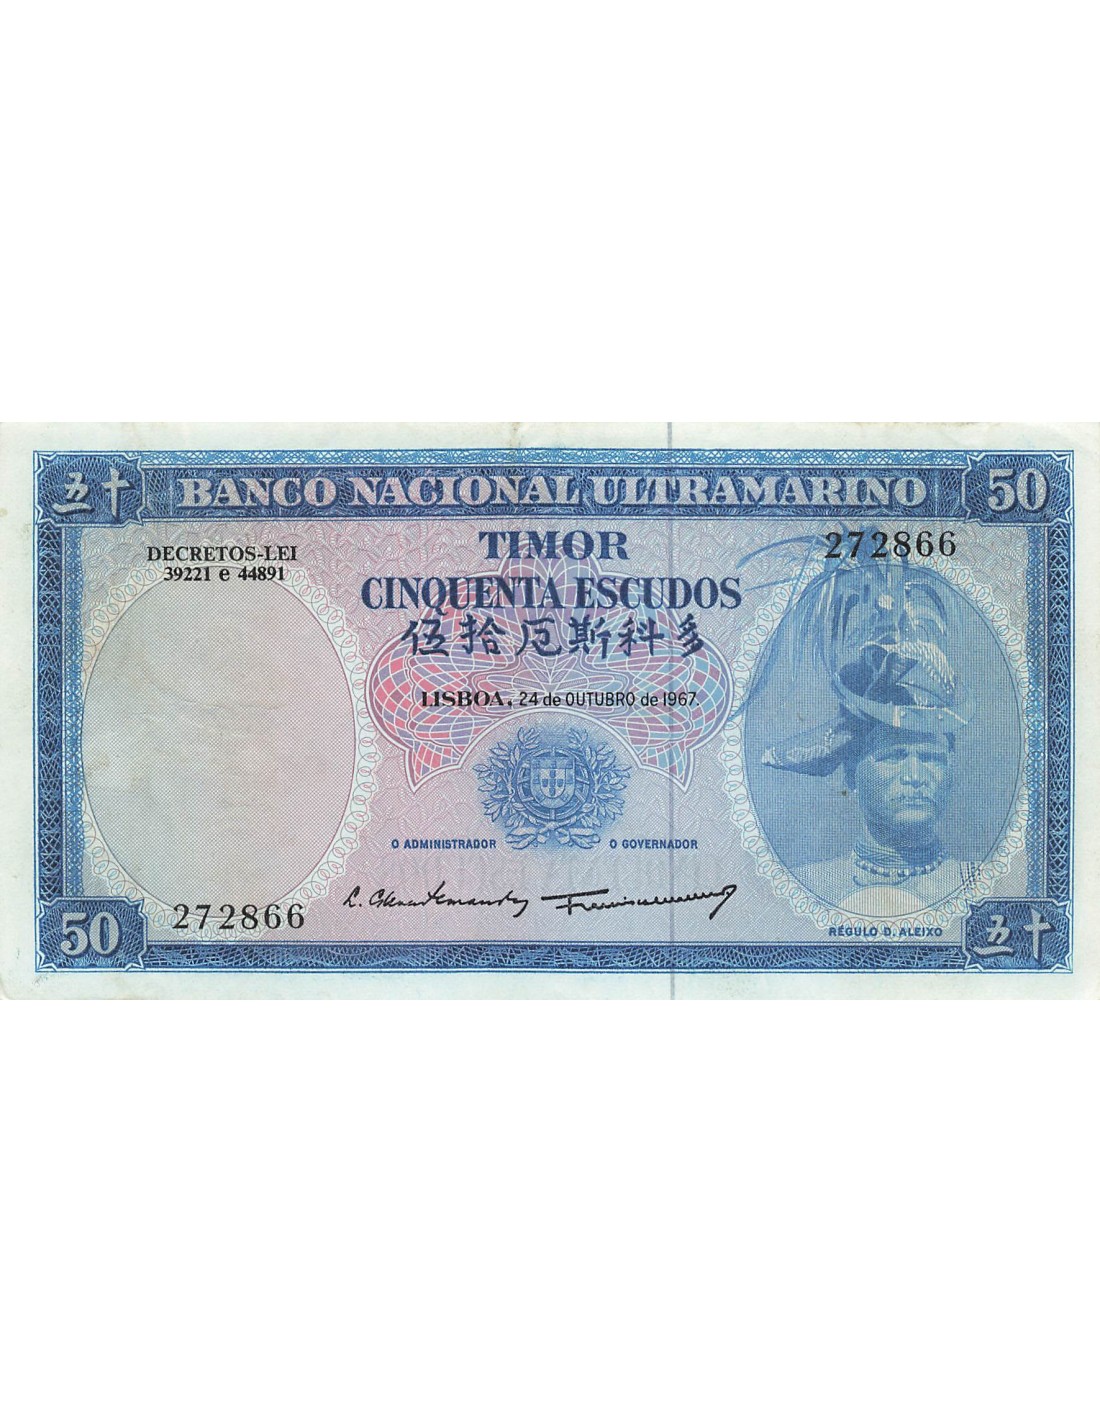 五十 BANCO NACIONAL ULTRAMARINO 50
DECRETOS-LEI
39221 e 44891
TIMOR
272866
CINQUENTA ESCUDOS
伍拾厄斯科多
LISBOA, 24 de OUTUBRO de 1967.
O ADMINISTRADOR O GOVERNADOR
272866
RÉGULO D. ALEIXO
50 五十